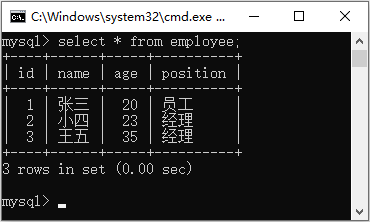 C:\Windows\system32\cmd.exe ...
mysql> select * from employee;
+----+------+-----+----------+
| id | name | age | position |
+----+------+-----+----------+
| 1 | 张三 | 20 | 员工
| 2 | 小四 | 23 | 经理
| 3 | 王五 | 35 | 经理
+----+------+-----+----------+
3 rows in set (0.00 sec)
mysql>